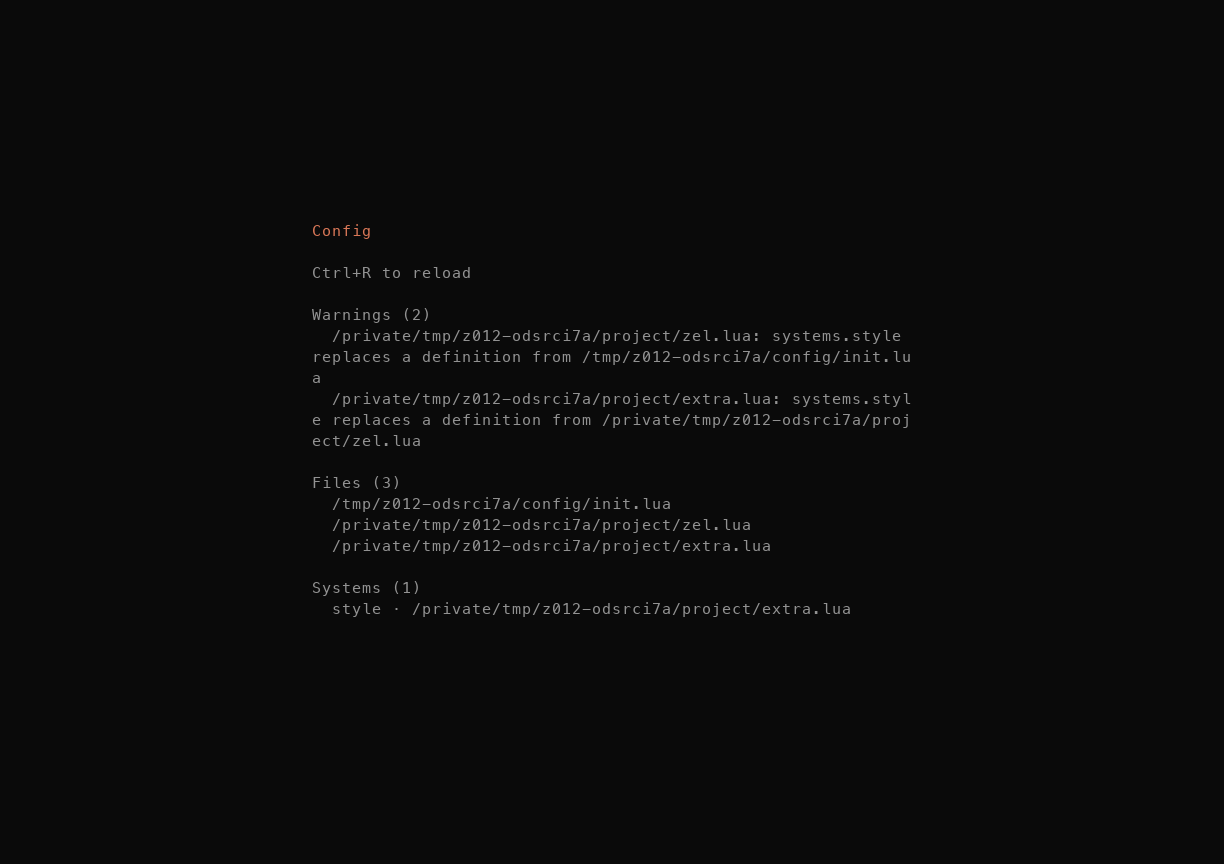 Config
Ctrl+R to reload
Warnings (2)
  /private/tmp/z012-odsrci7a/project/zel.lua: systems.style
replaces a definition from /tmp/z012-odsrci7a/config/init.lu
a
  /private/tmp/z012-odsrci7a/project/extra.lua: systems.styl
e replaces a definition from /private/tmp/z012-odsrci7a/proj
ect/zel.lua
Files (3)
  /tmp/z012-odsrci7a/config/init.lua
  /private/tmp/z012-odsrci7a/project/zel.lua
  /private/tmp/z012-odsrci7a/project/extra.lua
Systems (1)
  style · /private/tmp/z012-odsrci7a/project/extra.lua